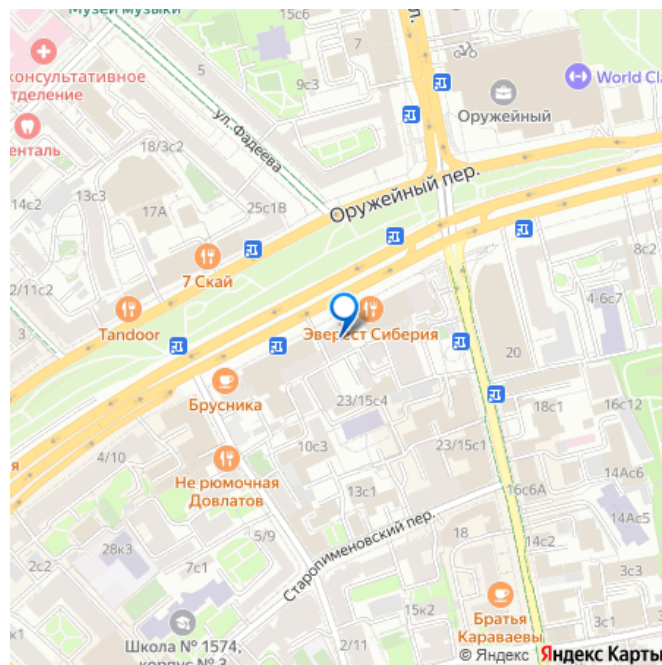 Музей музыки
15с6
7
5
9с3
консультативное
тделение
World Cla
Оружейный
ул. Фадеева
енталь
18/3с2
Оружейный пер.
14с2
13с3
17А
25с1В
7 Скай
8с2
2/11с2
4-6с7
Tandoor
Эверест Сиберия
20
Брусника
23/15с4
18с1
16с12
4/10
10с3
23/15с1
14Ас6
Не рюмочная
Довлатов
13с1
16с6А
14Ас5
Старопименовский пер.
5/9
18
14с2
28к3
7с1
2с2
3с3
15к2
Братья
Караваевы
3с1
Школа № 1574,
корпус № 3
2/11
© Яндекс Яндекс Карты